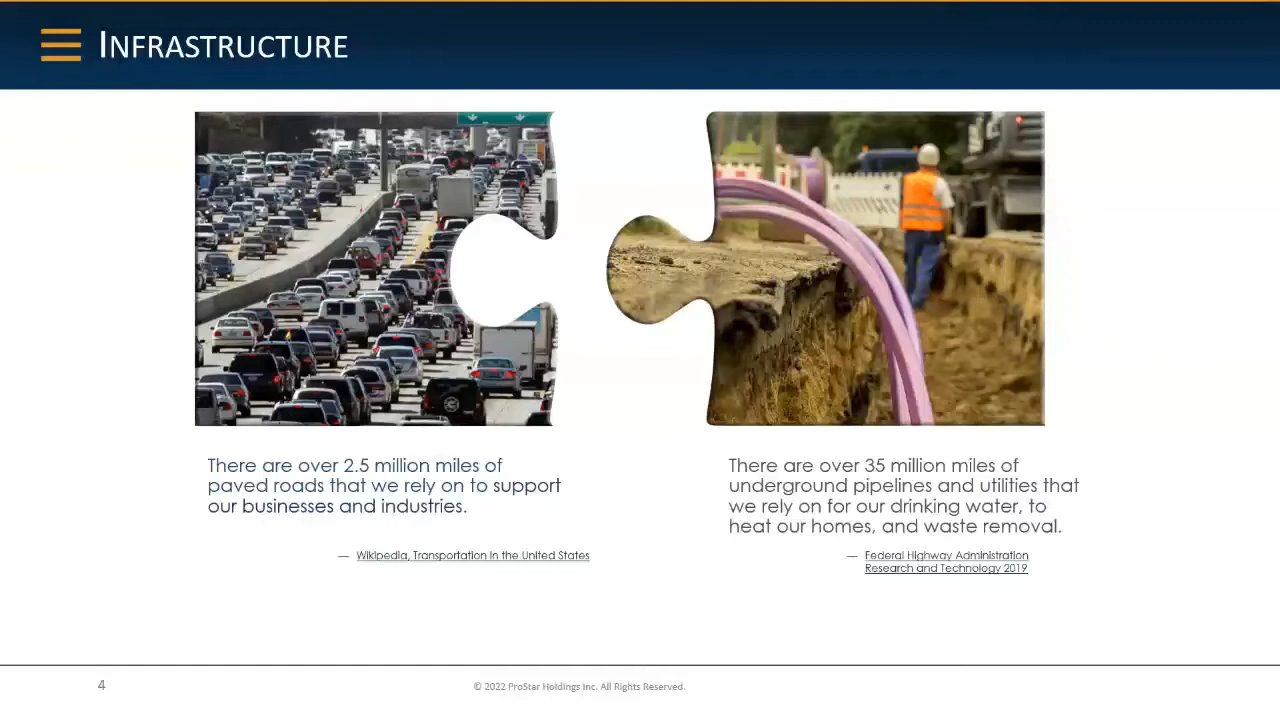 INFRASTRUCTURE
There are over 2.5 million miles of
paved roads that we rely on to support
our businesses and industries.
— Wikipedia, Transportation in the United States
There are over 35 million miles of
underground pipelines and utilities that
we rely on for our drinking water, to
heat our homes, and waste removal.
— Federal Highway Administration
Research and Technology 2019
4
© 2022 ProStar Holdings Inc. All Rights Reserved.